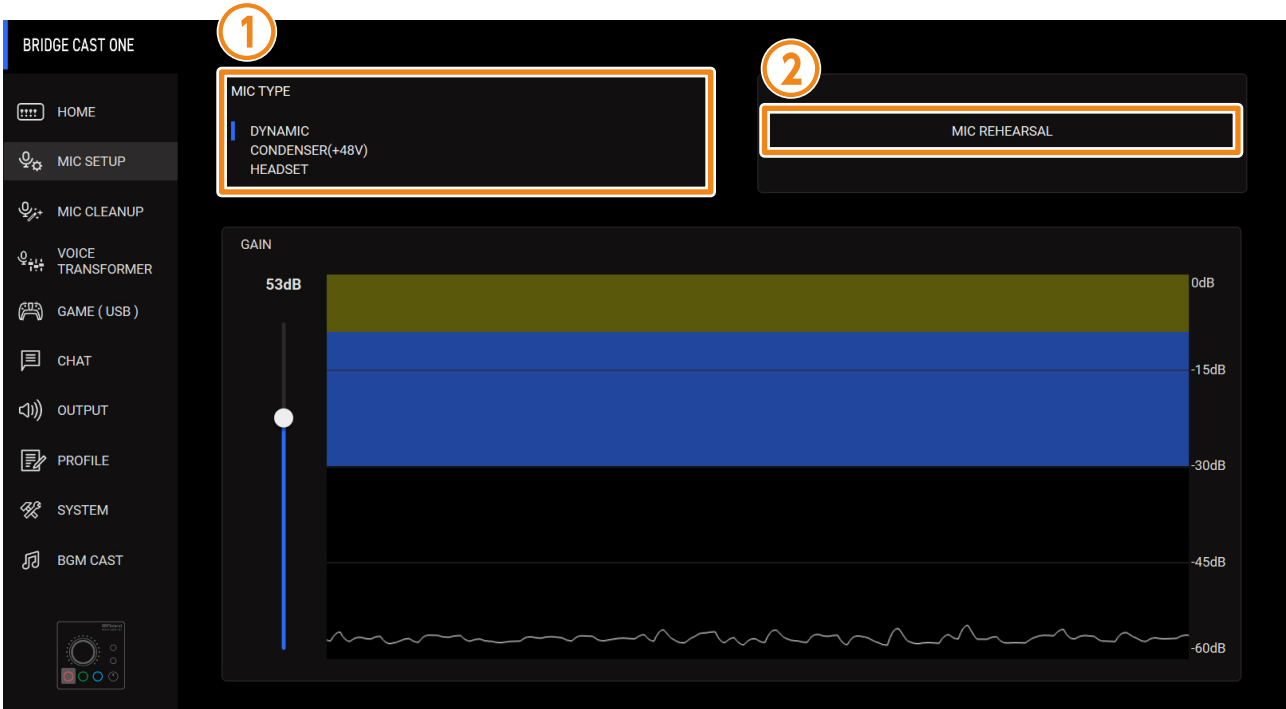 1
2
BRIDGE CAST ONE
HOME
MIC SETUP
MIC CLEANUP
VOICE
TRANSFORMER
GAME ( USB )
CHAT
OUTPUT
PROFILE
SYSTEM
BGM CAST
Roland
MIC TYPE
DYNAMIC
CONDENSER(+48V)
HEADSET
MIC REHEARSAL
GAIN
53dB
0dB
-15dB
-30dB
-45dB
-60dB